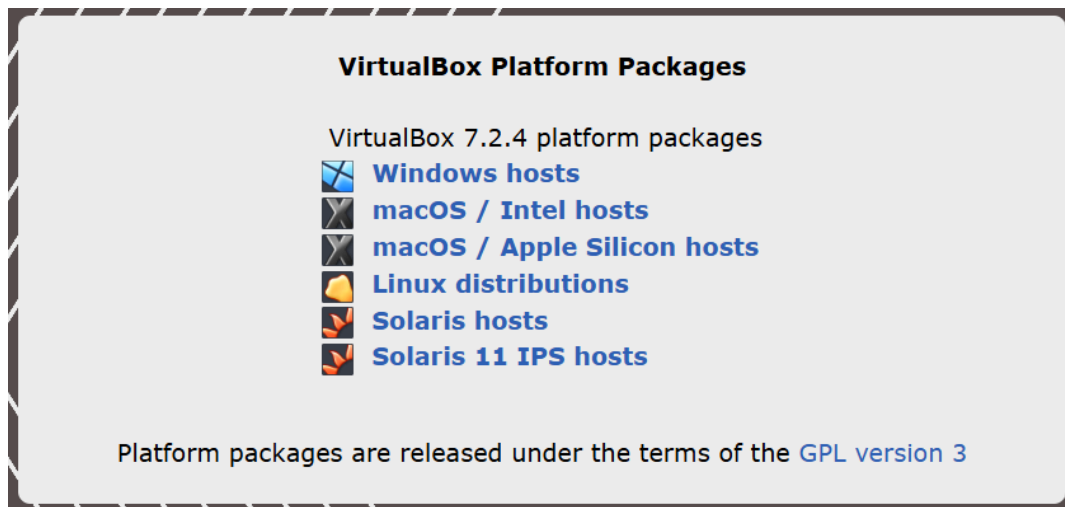 VirtualBox Platform Packages
VirtualBox 7.2.4 platform packages
Windows hosts
macOS / Intel hosts
macOS / Apple Silicon hosts
Linux distributions
Solaris hosts
Solaris 11 IPS hosts
Platform packages are released under the terms of the GPL version 3